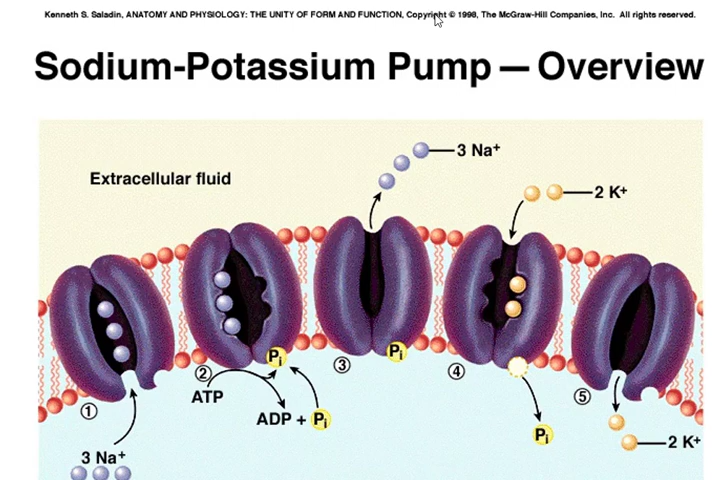 Kenneth S. Saladin, ANATOMY AND PHYSIOLOGY: THE UNITY OF FORM AND FUNCTION, Copyright © 1998, The McGraw-Hill Companies, Inc. All rights reserved.
Sodium-Potassium Pump — Overview
3 Na⁺
Extracellular fluid
2 K⁺
Pi
Pi
②
③
④
ATP
⑤
①
ADP + Pi
Pi
2 K⁺
3 Na⁺